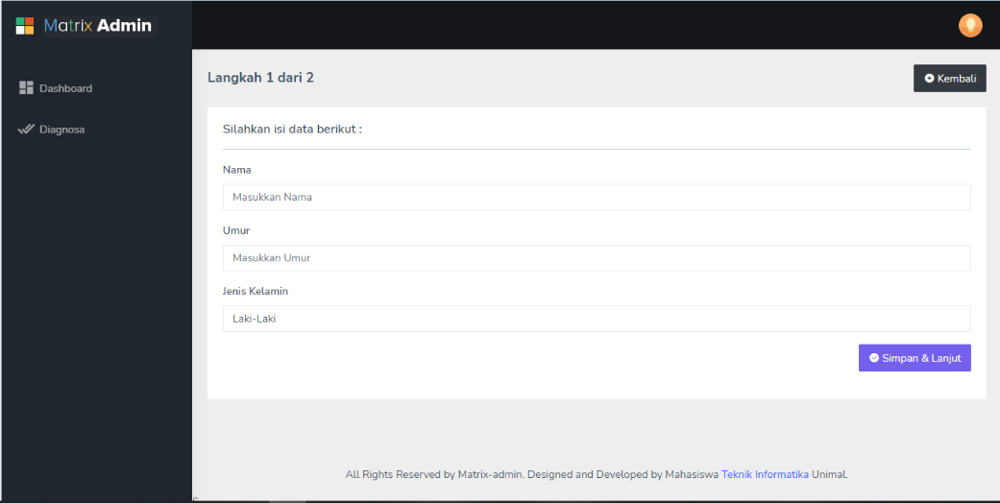 Matrix Admin
Dashboard
Diagnosa
Langkah 1 dari 2
Kembali
Silahkan isi data berikut :
Nama
Masukkan Nama
Umur
Masukkan Umur
Jenis Kelamin
Laki-Laki
Simpan & Lanjut
All Rights Reserved by Matrix-admin. Designed and Developed by Mahasiswa Teknik Informatika Unimal.